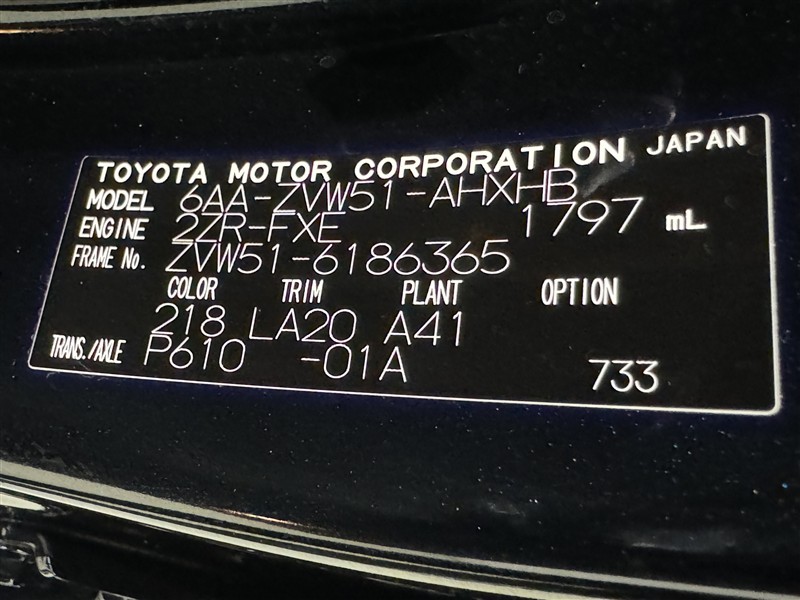 TOYOTA MOTOR CORPORATION JAPAN
MODEL 6AA-ZVW51-AHXHB
ENGINE 2ZR-FXE 1797 mL
FRAME No. ZVW51-6186365
COLOR TRIM PLANT OPTION
218 LA20 A41
TRANS./AXLE P610 -01A 733